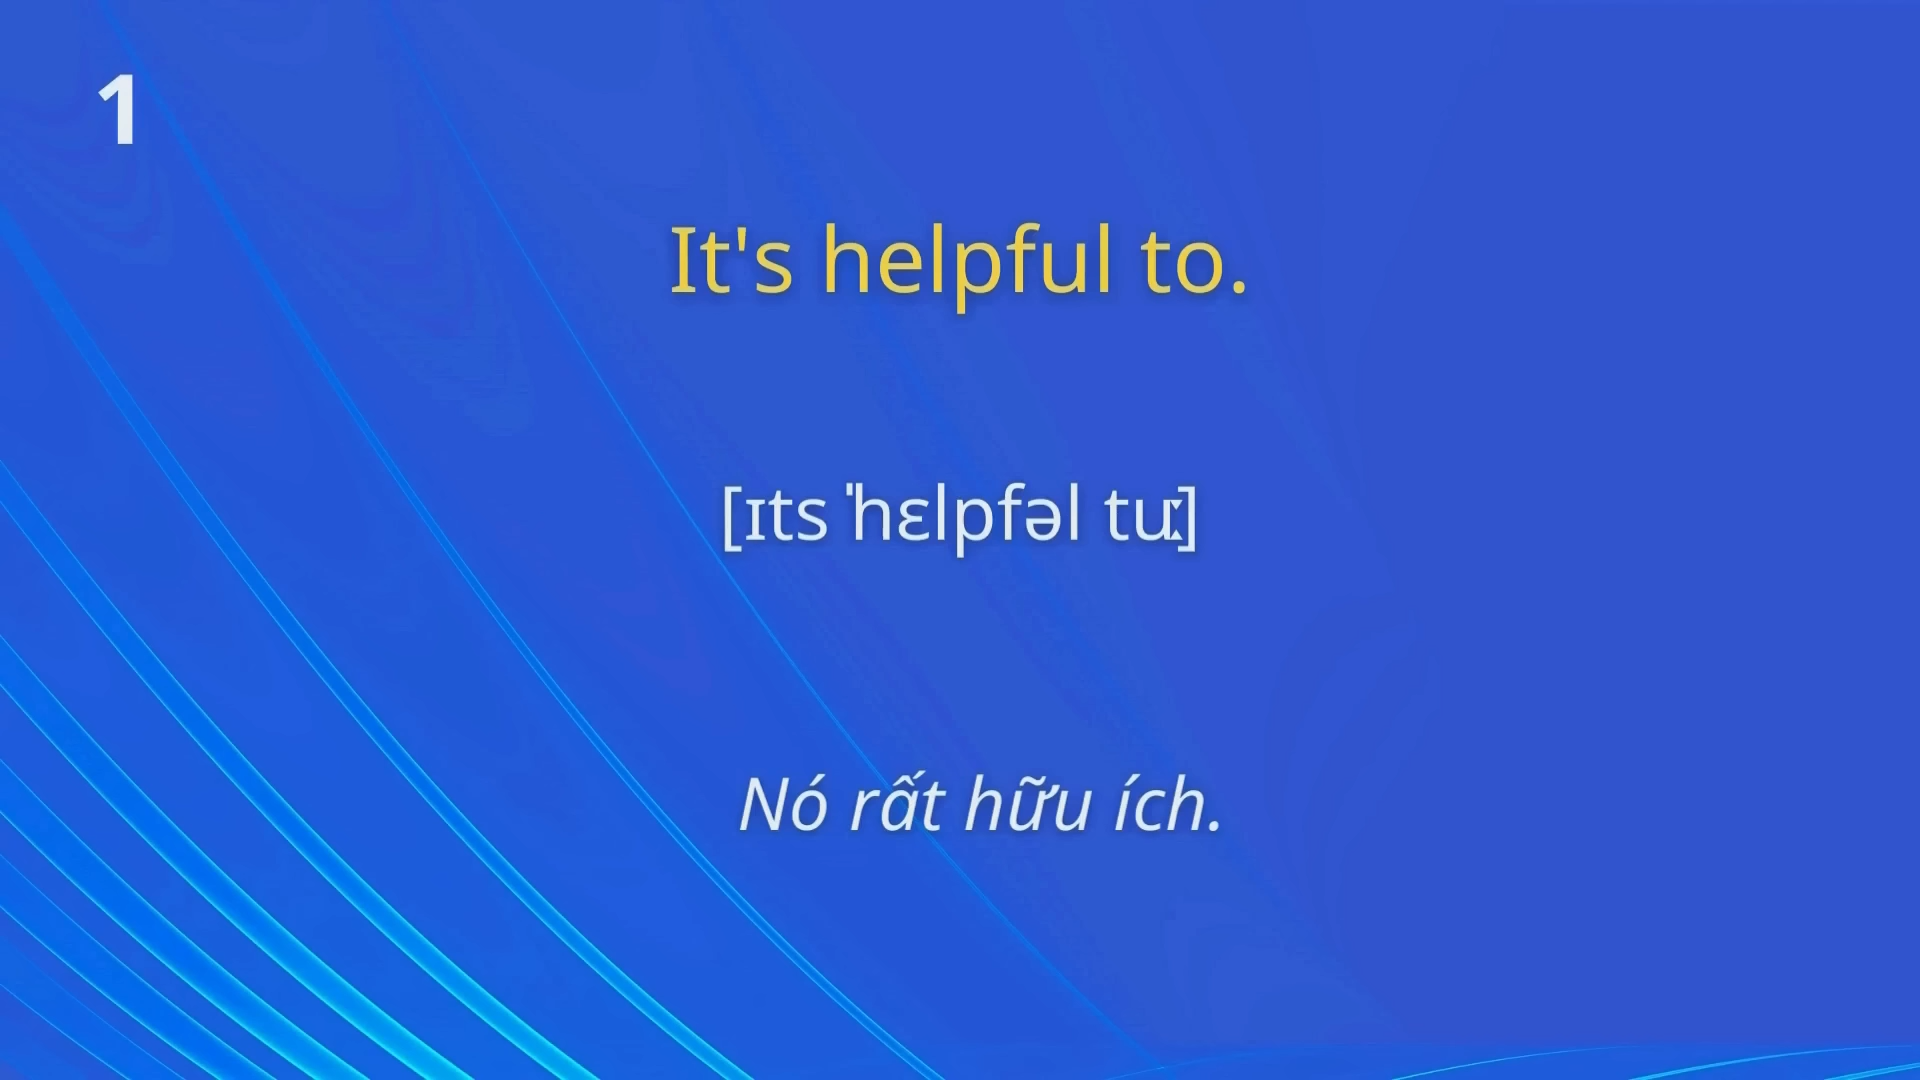 1
It's helpful to.
[ɪts ˈhɛlpfəl tuː]
Nó rất hữu ích.